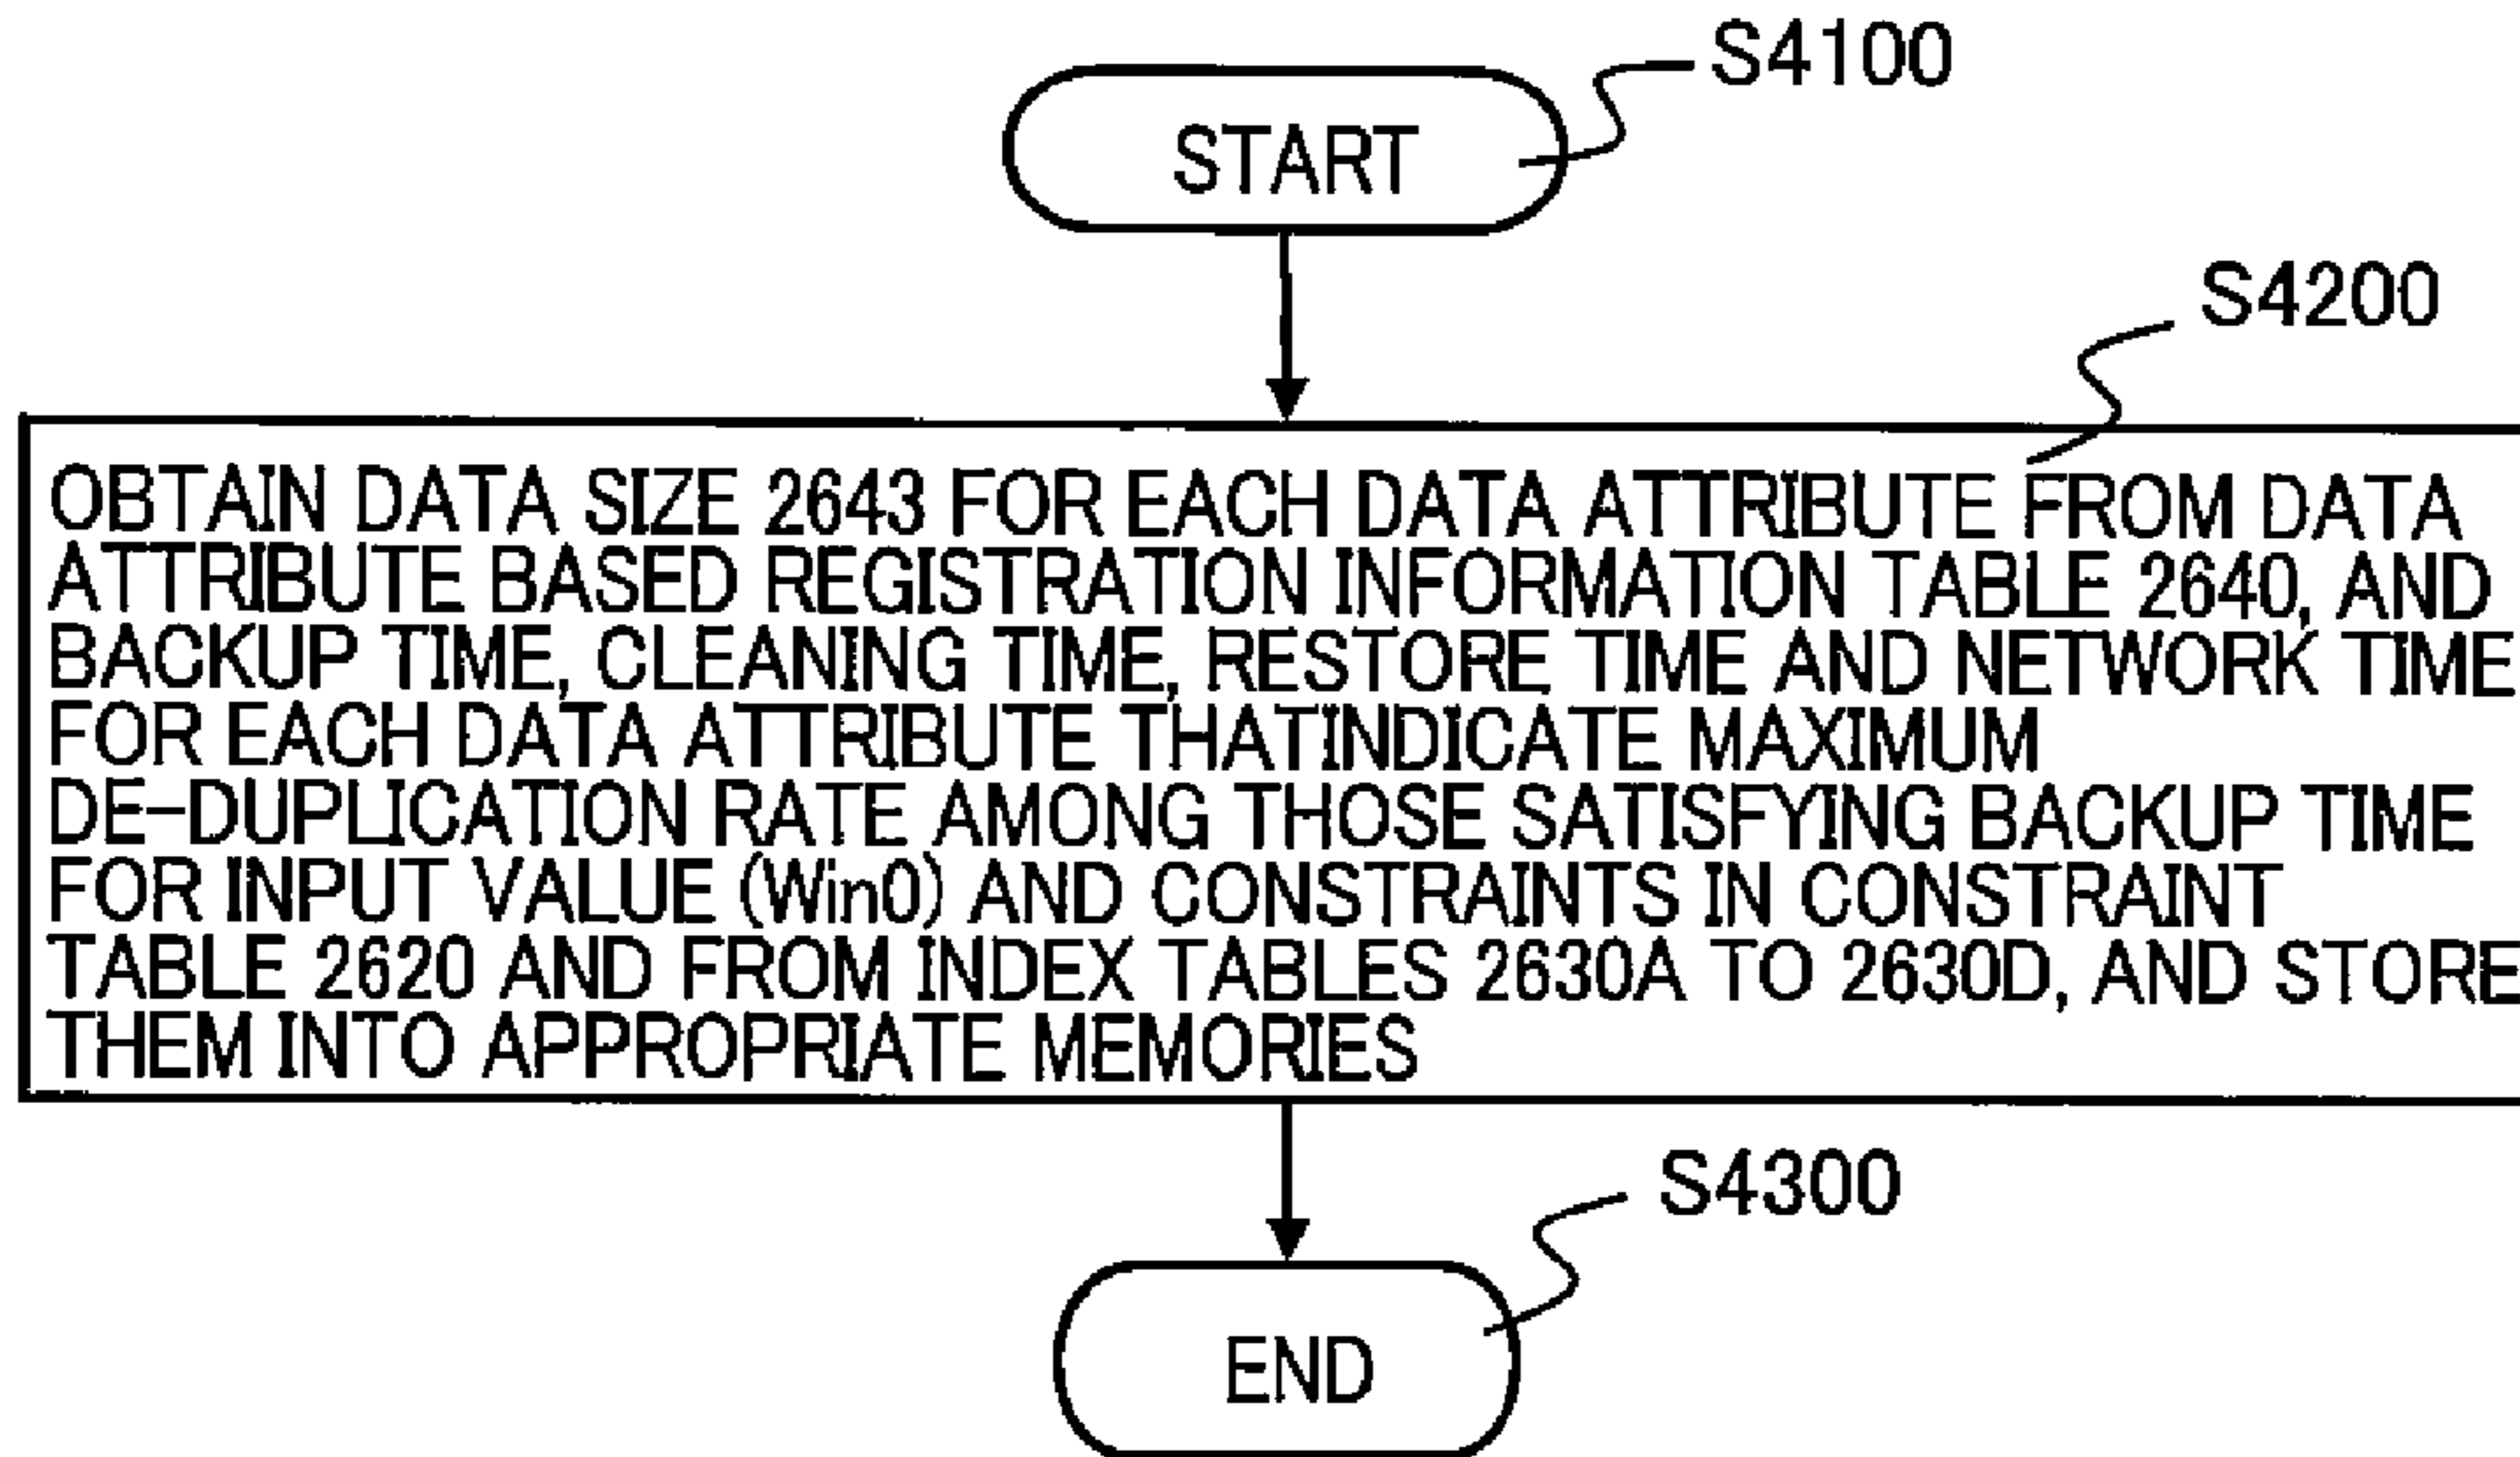 S4100
START
S4200
OBTAIN DATA SIZE 2643 FOR EACH DATA ATTRIBUTE FROM DATA
ATTRIBUTE BASED REGISTRATION INFORMATION TABLE 2640, AND
BACKUP TIME, CLEANING TIME, RESTORE TIME AND NETWORK TIME
FOR EACH DATA ATTRIBUTE THATINDICATE MAXIMUM
DE-DUPLICATION RATE AMONG THOSE SATISFYING BACKUP TIME
FOR INPUT VALUE (Win0) AND CONSTRAINTS IN CONSTRAINT
TABLE 2620 AND FROM INDEX TABLES 2630A TO 2630D, AND STORE
THEM INTO APPROPRIATE MEMORIES
S4300
END